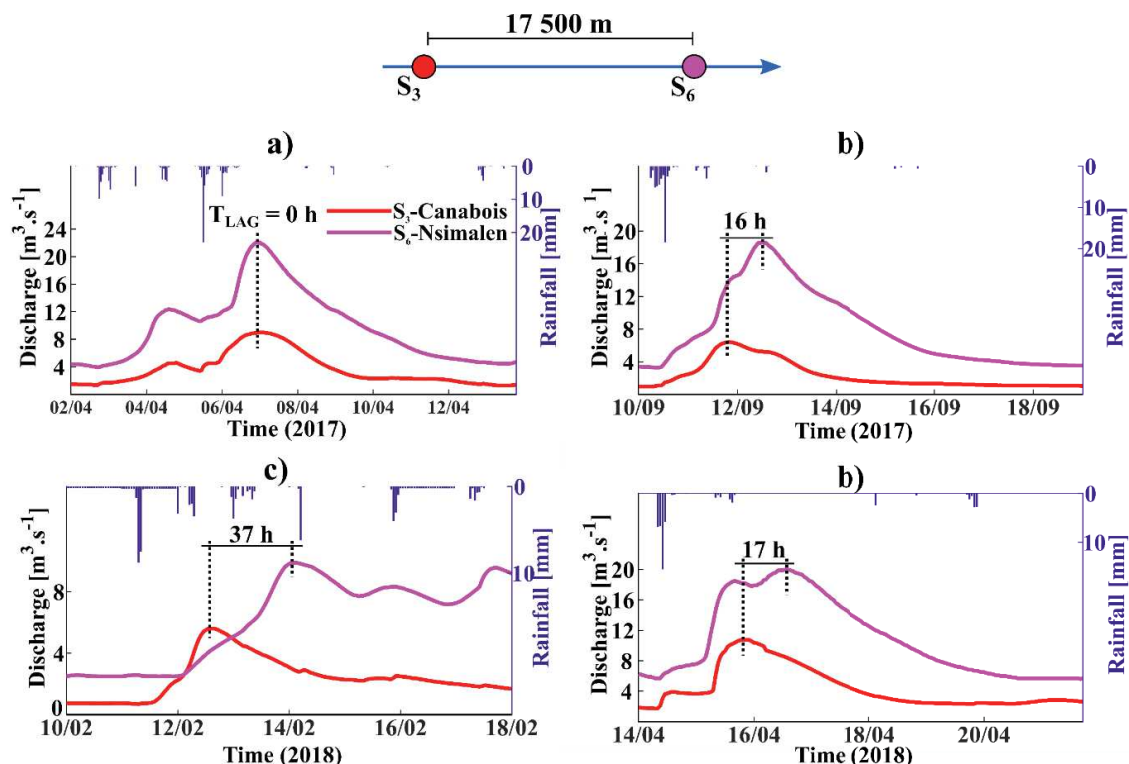 17 500 m
S₃ S₆
a)
b)
Discharge [m³.s⁻¹]
24
20
16
12
8
4
T_LAG = 0 h
S₃-Canabois
S₆-Nsimalen
0
10
20
Rainfall [mm]
02/04 04/04 06/04 08/04 10/04 12/04
Time (2017)
Discharge [m³.s⁻¹]
20
16
12
8
4
16 h
0
10
20
Rainfall [mm]
10/09 12/09 14/09 16/09 18/09
Time (2017)
c)
b)
Discharge [m³.s⁻¹]
8
4
0
37 h
0
10
Rainfall [mm]
10/02 12/02 14/02 16/02 18/02
Time (2018)
Discharge [m³.s⁻¹]
20
16
12
8
4
17 h
0
10
Rainfall [mm]
14/04 16/04 18/04 20/04
Time (2018)